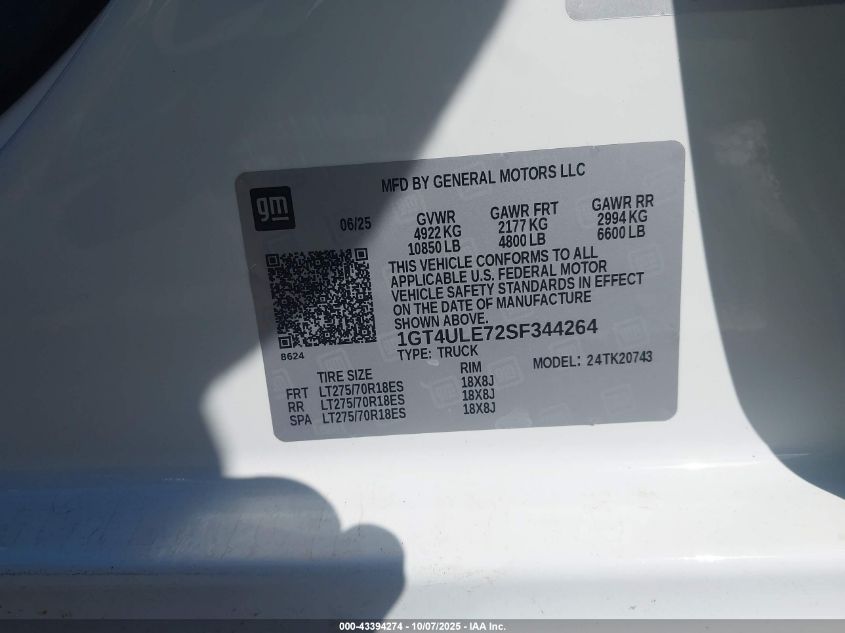 MFD BY GENERAL MOTORS LLC
gm
06/25
GVWR GAWR FRT GAWR RR
4922 KG 2177 KG 2994 KG
10850 LB 4800 LB 6600 LB
THIS VEHICLE CONFORMS TO ALL
APPLICABLE U.S. FEDERAL MOTOR
VEHICLE SAFETY STANDARDS IN EFFECT
ON THE DATE OF MANUFACTURE
SHOWN ABOVE.
1GT4ULE72SF344264
8624
TYPE: TRUCK
MODEL: 24TK20743
TIRE SIZE RIM
FRT LT275/70R18ES 18X8J
RR LT275/70R18ES 18X8J
SPA LT275/70R18ES 18X8J
000-43394274 - 10/07/2025 - IAA Inc.